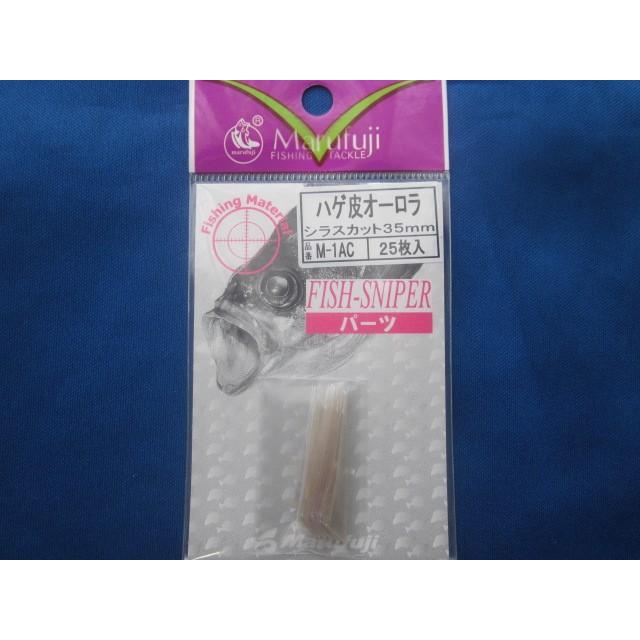 marufuji
®
Marufuji
FISHING TACKLE
Fishing Material
ハゲ皮オーロラ
シラスカット35mm
品番 M-1AC 25枚入
FISH-SNIPER
パーツ
Marufuji